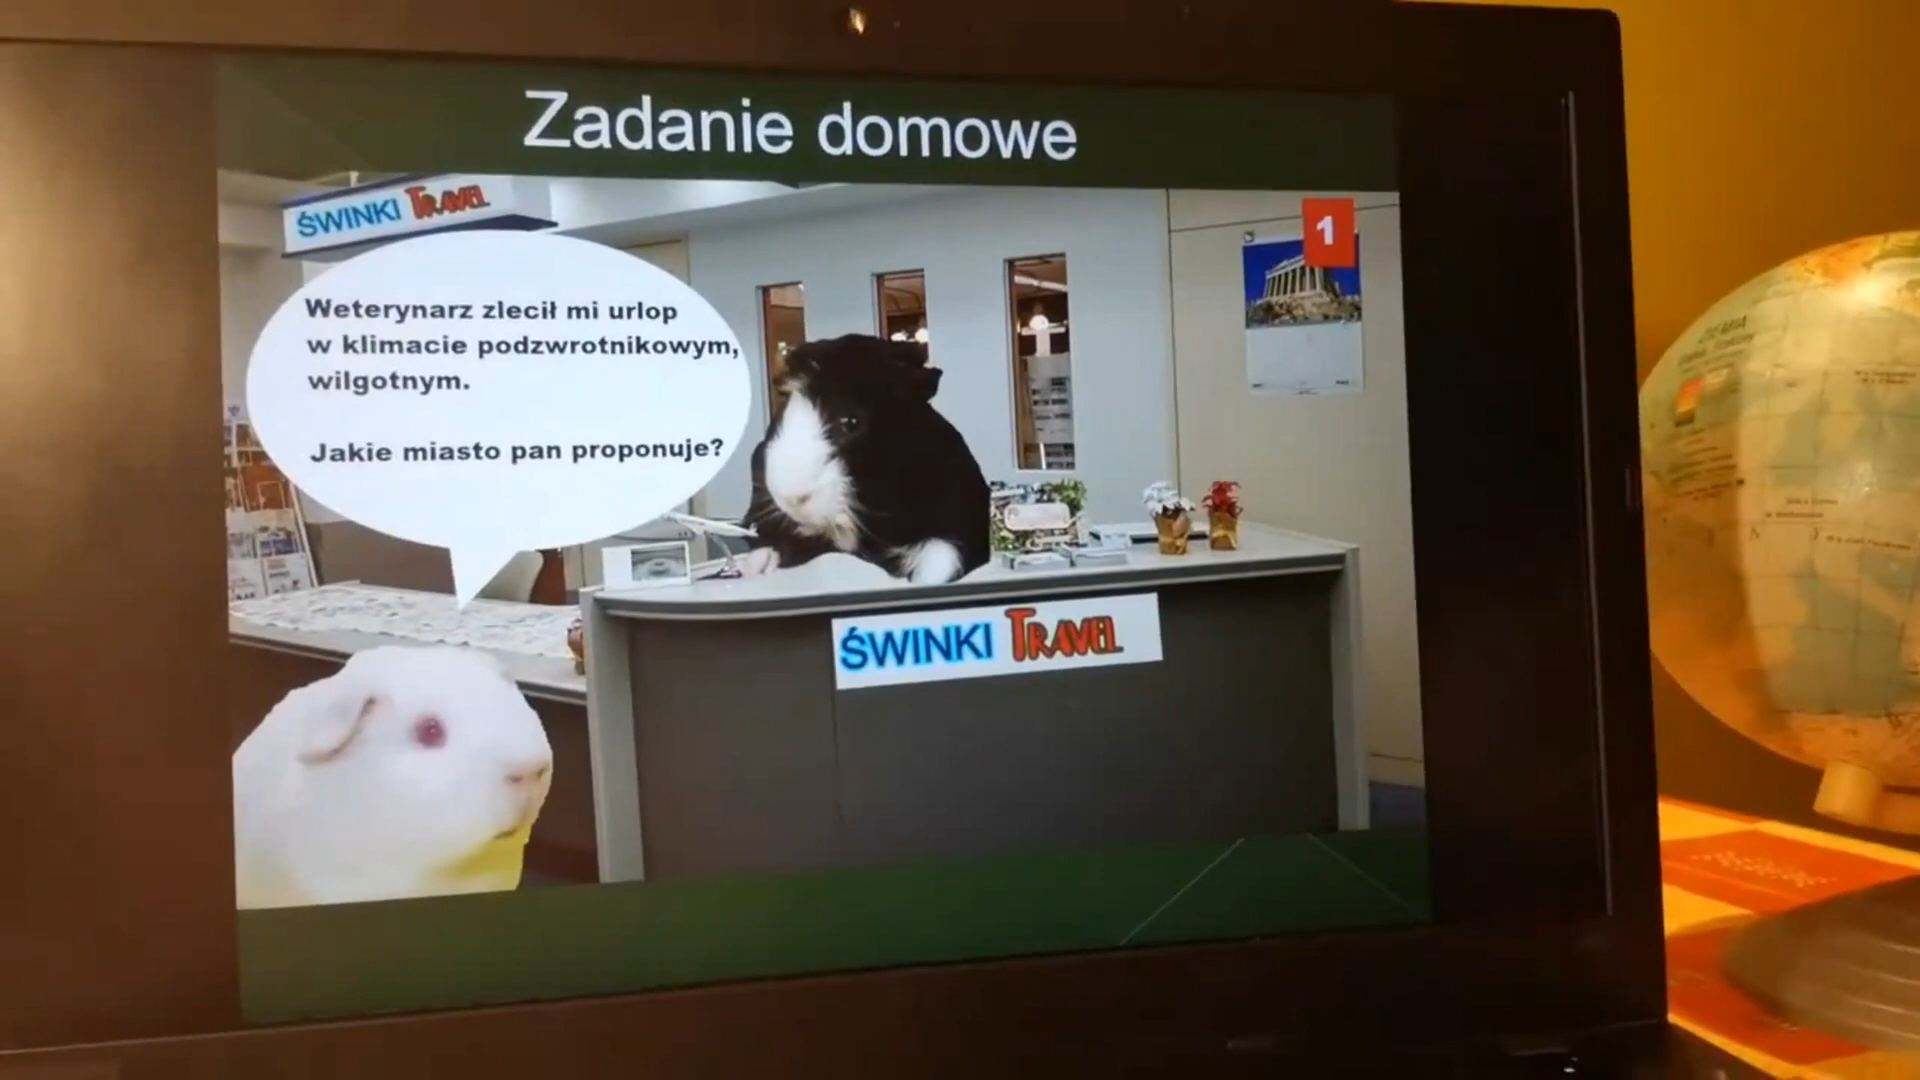 Zadanie domowe
ŚWINKI TRAVEL
1
Weterynarz zlecił mi urlop
w klimacie podzwrotnikowym,
wilgotnym.
Jakie miasto pan proponuje?
ŚWINKI TRAVEL